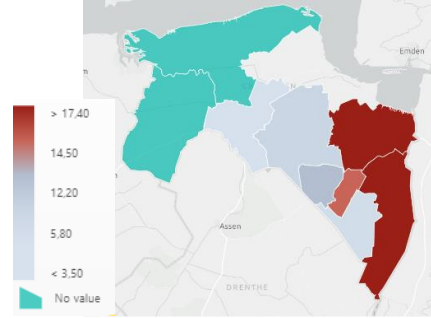 Emden
> 17,40
14,50
12,20
5,80
< 3,50
No value
Assen
DRENTHE